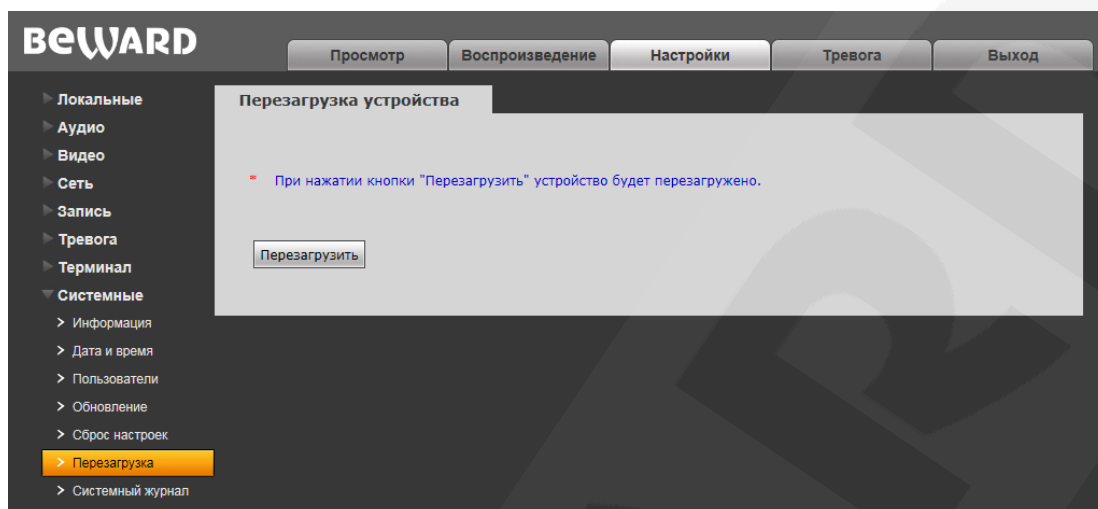 BEWARD
Просмотр Воспроизведение Настройки Тревога Выход
Локальные
Аудио
Видео
Сеть
Запись
Тревога
Терминал
Системные
Информация
Дата и время
Пользователи
Обновление
Сброс настроек
Перезагрузка
Системный журнал
Перезагрузка устройства
* При нажатии кнопки "Перезагрузить" устройство будет перезагружено.
Перезагрузить